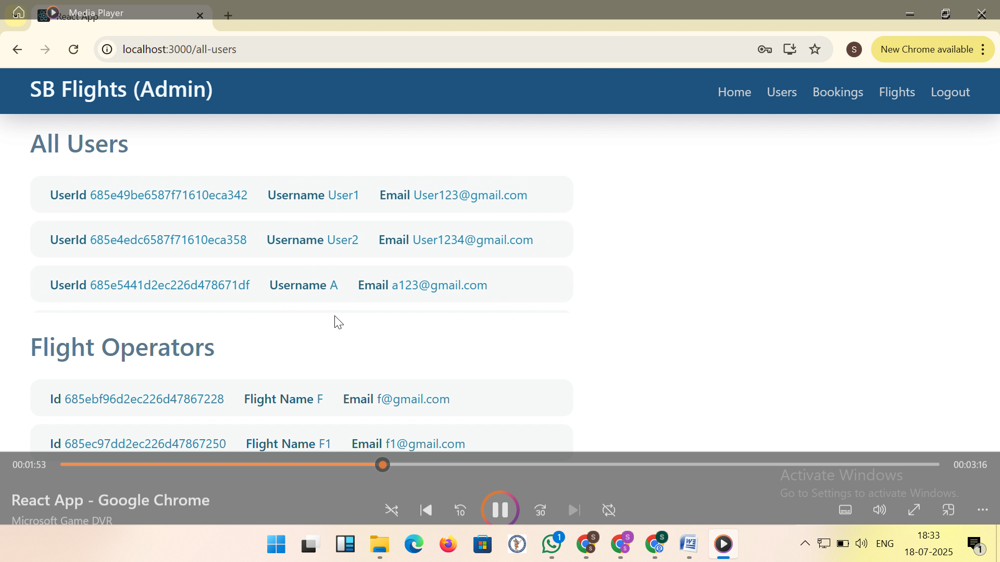 Media Player
React App
localhost:3000/all-users
S
New Chrome available
SB Flights (Admin)
Home Users Bookings Flights Logout
All Users
UserId 685e49be6587f71610eca342 Username User1 Email User123@gmail.com
UserId 685e4edc6587f71610eca358 Username User2 Email User1234@gmail.com
UserId 685e5441d2ec226d478671df Username A Email a123@gmail.com
Flight Operators
Id 685ebf96d2ec226d47867228 Flight Name F Email f@gmail.com
Id 685ec97dd2ec226d47867250 Flight Name F1 Email f1@gmail.com
00:01:53 00:03:16
Activate Windows
Go to Settings to activate Windows.
React App - Google Chrome
Microsoft Game DVR
10 30
1 S S S S S
ENG
18:33
18-07-2025
1